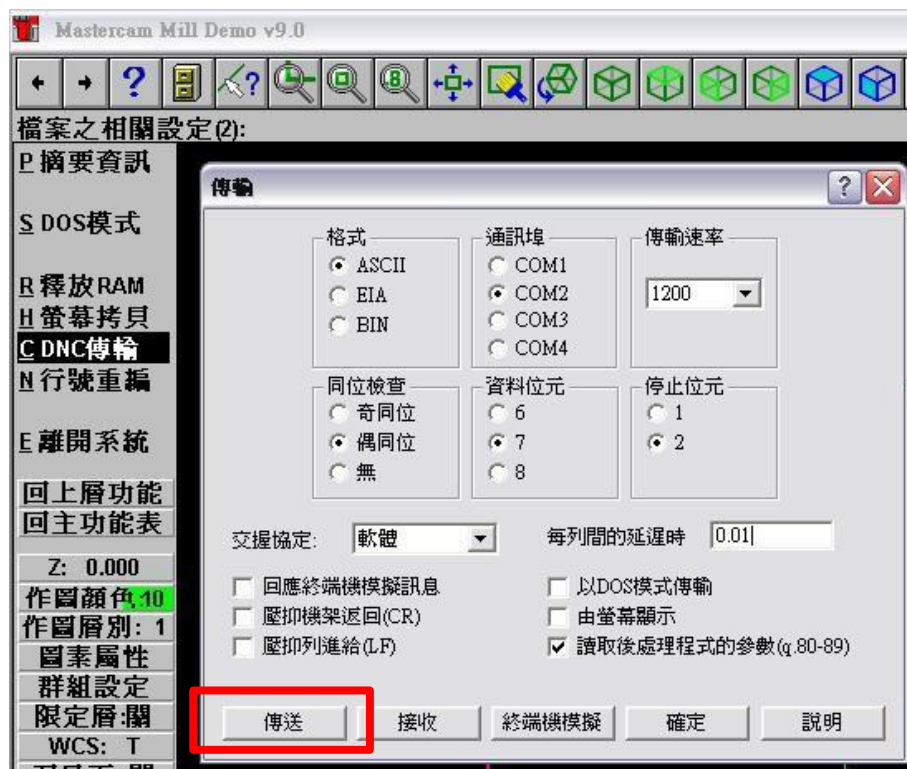 Mastercam Mill Demo v9.0
檔案之相關設定(2):
P 摘要資訊
S DOS模式
R 釋放RAM
H 螢幕拷貝
C DNC傳輸
N 行號重編
E 離開系統
回上層功能
回主功能表
Z: 0.000
作圖顏色:10
作圖層別: 1
圖素屬性
群組設定
限定層:關
WCS: T
傳輸
格式
ASCII
EIA
BIN
通訊埠
COM1
COM2
COM3
COM4
傳輸速率
1200
同位檢查
奇同位
偶同位
無
資料位元
6
7
8
停止位元
1
2
交握協定: 軟體
每列間的延遲時 0.01
回應終端機模擬訊息
壓抑機架返回(CR)
壓抑列進給(LF)
以DOS模式傳輸
由螢幕顯示
讀取後處理程式的參數(q.80-89)
傳送 接收 終端機模擬 確定 說明